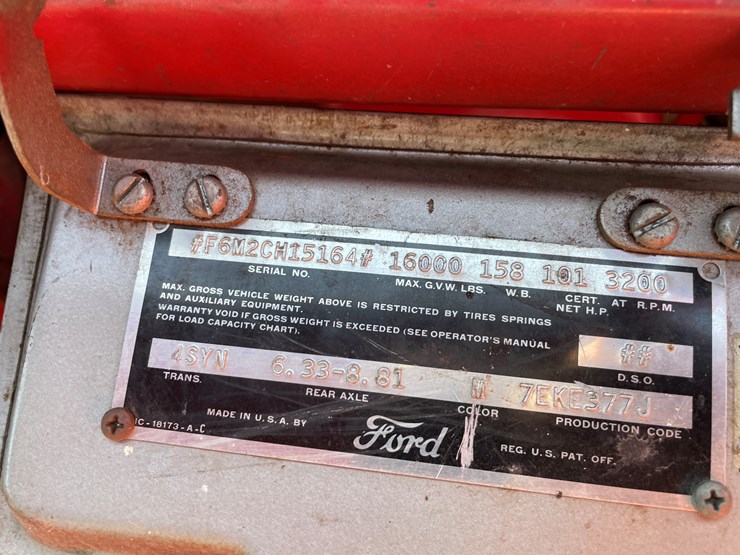 #F6M2CH15164# 16000 158 101 3200
SERIAL NO. MAX. G.V.W. LBS. W.B. CERT. NET H.P. AT R.P.M.
MAX. GROSS VEHICLE WEIGHT ABOVE IS RESTRICTED BY TIRES SPRINGS
AND AUXILIARY EQUIPMENT.
WARRANTY VOID IF GROSS WEIGHT IS EXCEEDED (SEE OPERATOR'S MANUAL
FOR LOAD CAPACITY CHART).
##
D.S.O.
4SYN 6.33-8.81 W 7EKE377J
TRANS. REAR AXLE COLOR PRODUCTION CODE
MADE IN U.S.A. BY Ford REG. U.S. PAT. OFF.
C-18173-A-C